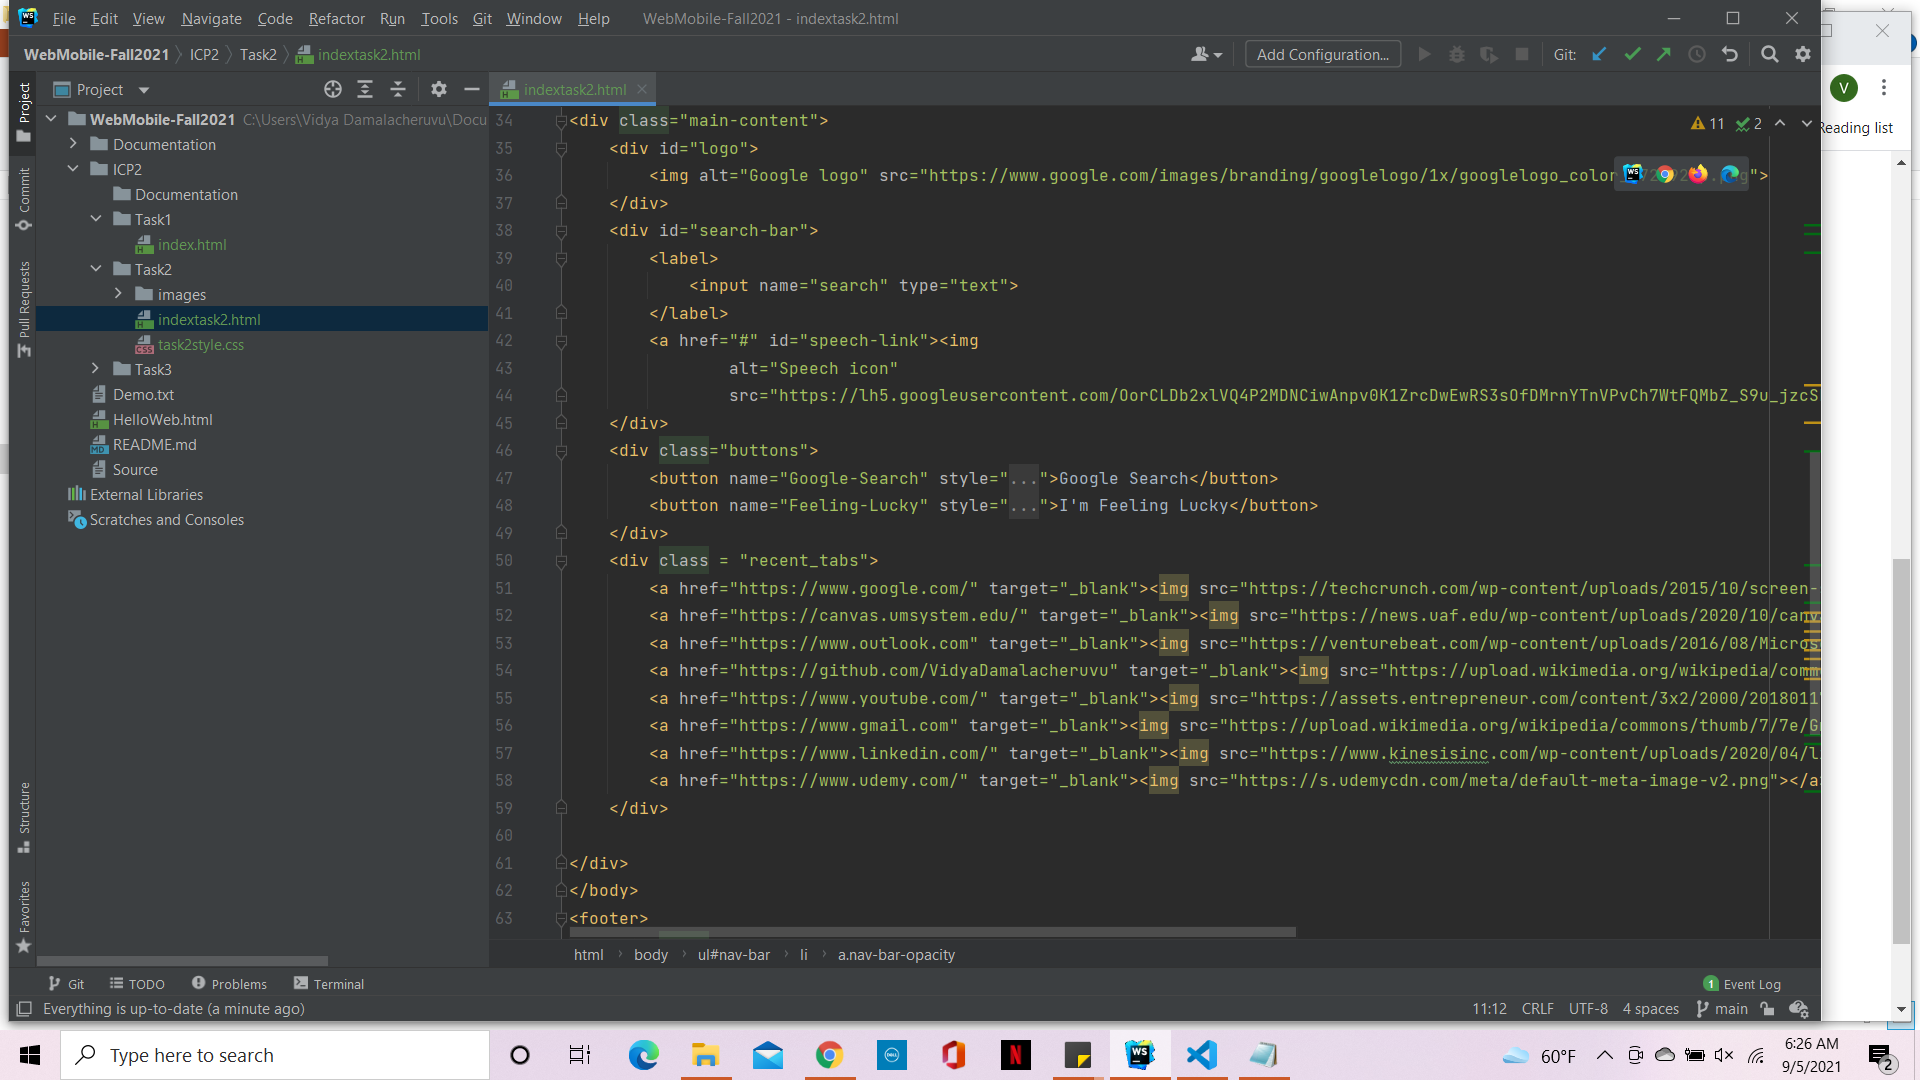 File Edit View Navigate Code Refactor Run Tools Git Window Help WebMobile-Fall2021 - indextask2.html
WebMobile-Fall2021 ICP2 Task2 indextask2.html Add Configuration... Git:
Project indextask2.html
WebMobile-Fall2021 C:\Users\Vidya Damalacheruvu\Docu
Documentation
ICP2
Documentation
Task1
index.html
Task2
images
indextask2.html
task2style.css
Task3
Demo.txt
HelloWeb.html
README.md
Source
External Libraries
Scratches and Consoles
Project
Commit
Pull Requests
Structure
Favorites
11 2
34 <div class="main-content">
35 <div id="logo">
36 <img alt="Google logo" src="https://www.google.com/images/branding/googlelogo/1x/googlelogo_color_
37 </div>
38 <div id="search-bar">
39 <label>
40 <input name="search" type="text">
41 </label>
42 <a href="#" id="speech-link"><img
43 alt="Speech icon"
44 src="https://lh5.googleusercontent.com/OorCLDb2xlVQ4P2MDNCiwAnpv0K1ZrcDwEwRS3sOfDMrnYTnVPvCh7WtFQMbZ_S9u_jzcS
45 </div>
46 <div class="buttons">
47 <button name="Google-Search" style="...">Google Search</button>
48 <button name="Feeling-Lucky" style="...">I'm Feeling Lucky</button>
49 </div>
50 <div class = "recent_tabs">
51 <a href="https://www.google.com/" target="_blank"><img src="https://techcrunch.com/wp-content/uploads/2015/10/screen-
52 <a href="https://canvas.umsystem.edu/" target="_blank"><img src="https://news.uaf.edu/wp-content/uploads/2020/10/canv
53 <a href="https://www.outlook.com" target="_blank"><img src="https://venturebeat.com/wp-content/uploads/2016/08/Micros
54 <a href="https://github.com/VidyaDamalacheruvu" target="_blank"><img src="https://upload.wikimedia.org/wikipedia/comm
55 <a href="https://www.youtube.com/" target="_blank"><img src="https://assets.entrepreneur.com/content/3x2/2000/2018011
56 <a href="https://www.gmail.com" target="_blank"><img src="https://upload.wikimedia.org/wikipedia/commons/thumb/7/7e/G
57 <a href="https://www.linkedin.com/" target="_blank"><img src="https://www.kinesisinc.com/wp-content/uploads/2020/04/l
58 <a href="https://www.udemy.com/" target="_blank"><img src="https://s.udemycdn.com/meta/default-meta-image-v2.png"></a>
59 </div>
60
61 </div>
62 </body>
63 <footer>
html body ul#nav-bar li a.nav-bar-opacity
Git TODO Problems Terminal 1 Event Log
Everything is up-to-date (a minute ago) 11:12 CRLF UTF-8 4 spaces main
V
Reading list
Type here to search 60°F 6:26 AM
9/5/2021
2